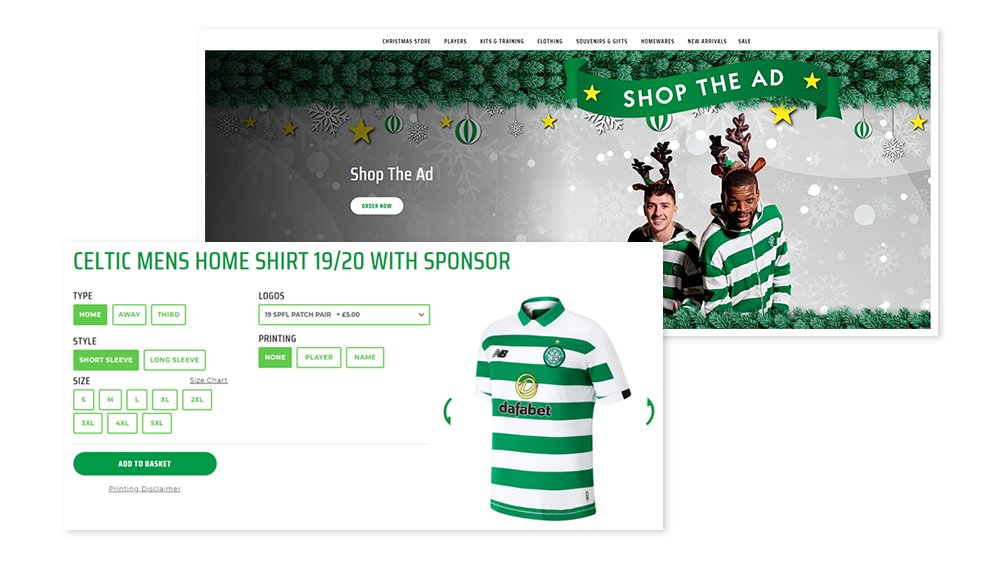 CHRISTMAS STORE PLAYERS KITS & TRAINING CLOTHING SOUVENIRS & GIFTS HOMEWARES NEW ARRIVALS SALE
SHOP THE AD
Shop The Ad
ORDER NOW
CELTIC MENS HOME SHIRT 19/20 WITH SPONSOR
TYPE
HOME AWAY THIRD
STYLE
SHORT SLEEVE LONG SLEEVE
SIZE Size Chart
S M L XL 2XL
3XL 4XL 5XL
ADD TO BASKET
Printing Disclaimer
LOGOS
19 SPFL PATCH PAIR + £5.00
PRINTING
NONE PLAYER NAME
NB
dafabet